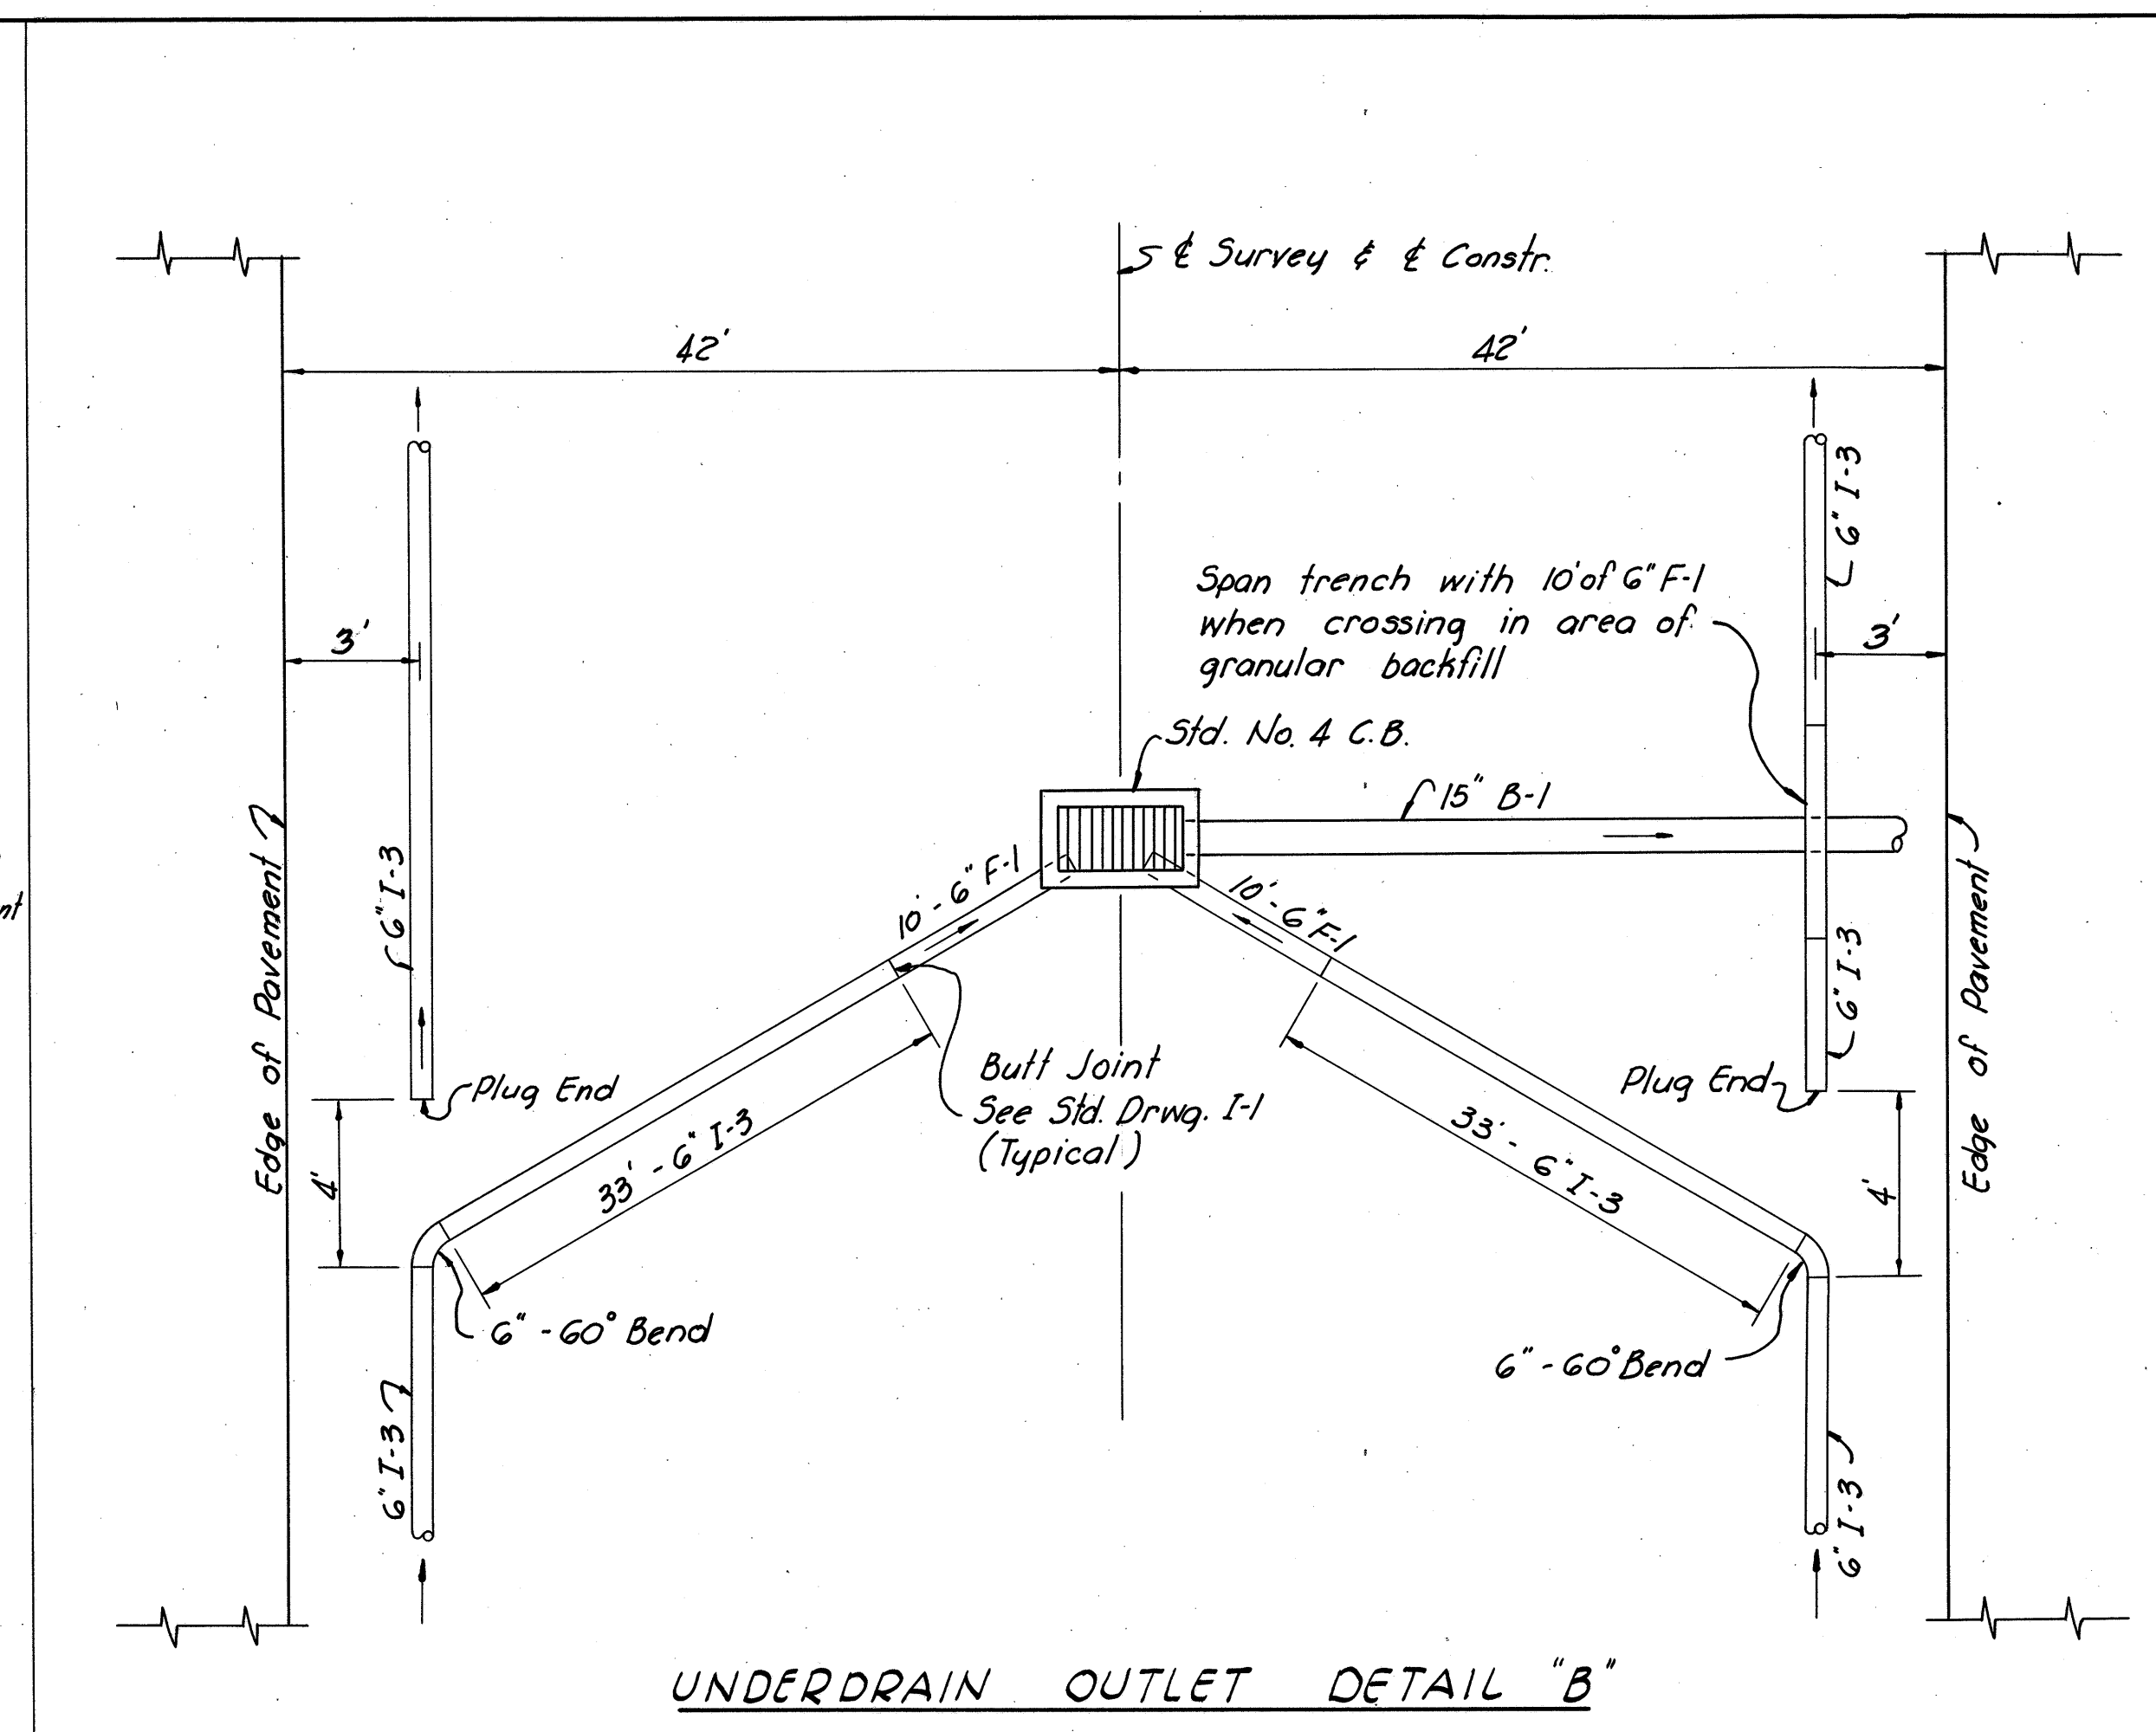 ℄ Survey & ℄ Constr.
42'
42'
6" I-3
Span trench with 10' of 6" F-1
when crossing in area of
granular backfill
3'
3'
Std. No. 4 C.B.
15" B-1
Edge of Pavement
6" I-3
10' - 6" F-1
10' - 6" F-1
6" I-3
Edge of Pavement
Plug End
Butt Joint
See Std. Drwg. I-1
(Typical)
Plug End
4'
33' - 6" I-3
33' - 6" I-3
4'
6" - 60° Bend
6" - 60° Bend
6" I-3
6" I-3
UNDERDRAIN OUTLET DETAIL "B"